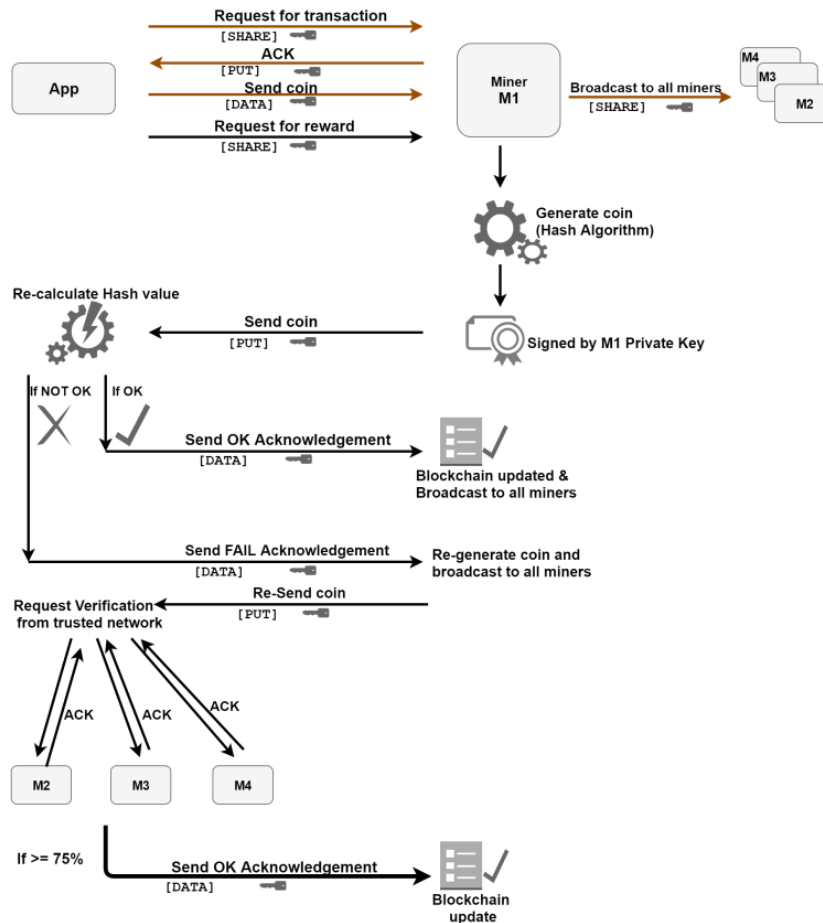 Request for transaction
[SHARE]
ACK
[PUT]
Send coin
[DATA]
Request for reward
[SHARE]
App
Miner
M1
Broadcast to all miners
[SHARE]
M4
M3
M2
Generate coin
(Hash Algorithm)
Re-calculate Hash value
Send coin
[PUT]
Signed by M1 Private Key
If NOT OK
If OK
Send OK Acknowledgement
[DATA]
Blockchain updated &
Broadcast to all miners
Send FAIL Acknowledgement
[DATA]
Re-generate coin and
broadcast to all miners
Re-Send coin
[PUT]
Request Verification
from trusted network
ACK
ACK
ACK
M2
M3
M4
If >= 75%
Send OK Acknowledgement
[DATA]
Blockchain
update